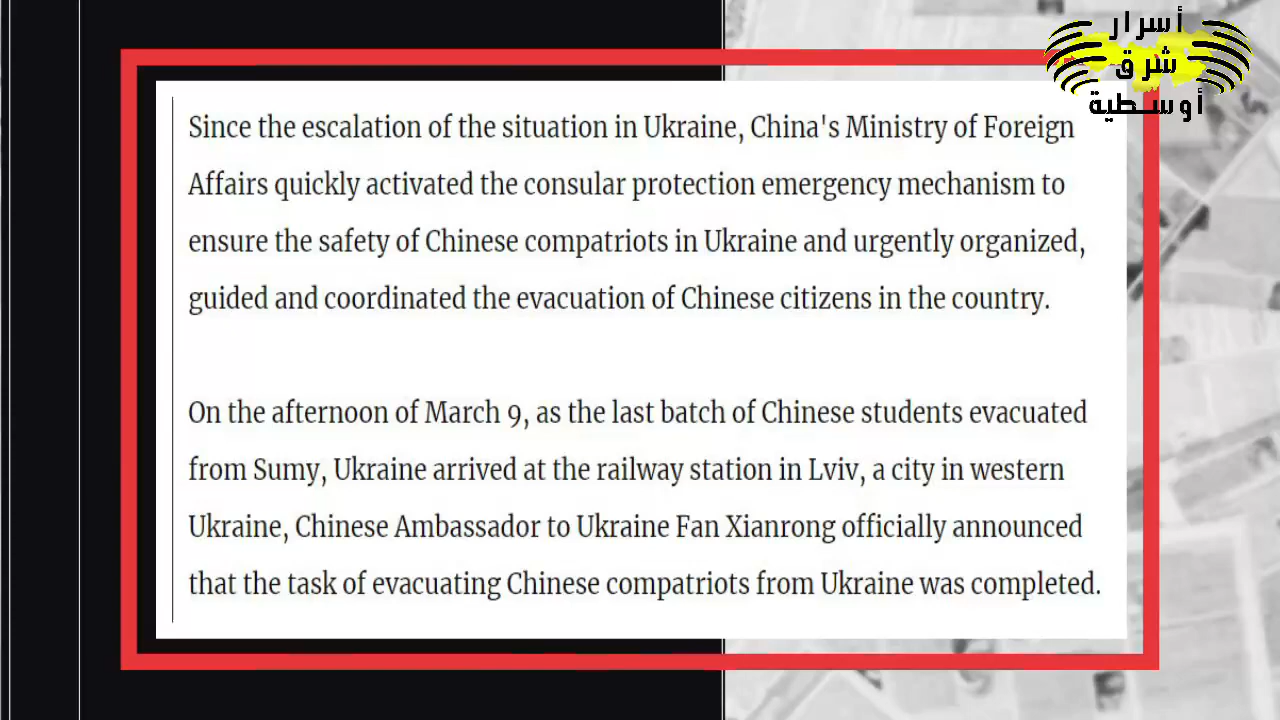 أسرار
شرق
أوسطية
Since the escalation of the situation in Ukraine, China's Ministry of Foreign
Affairs quickly activated the consular protection emergency mechanism to
ensure the safety of Chinese compatriots in Ukraine and urgently organized,
guided and coordinated the evacuation of Chinese citizens in the country.
On the afternoon of March 9, as the last batch of Chinese students evacuated
from Sumy, Ukraine arrived at the railway station in Lviv, a city in western
Ukraine, Chinese Ambassador to Ukraine Fan Xianrong officially announced
that the task of evacuating Chinese compatriots from Ukraine was completed.